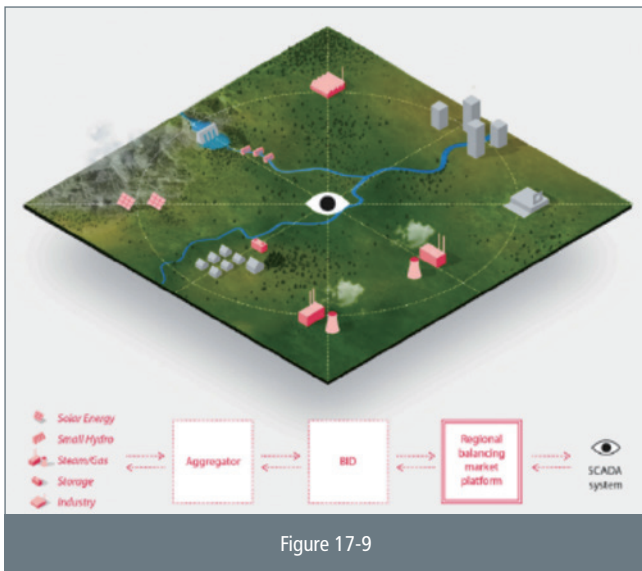 Solar Energy
Small Hydro
Steam/Gas
Storage
Industry
Aggregator
BID
Regional
balancing
market
platform
SCADA
system
Figure 17-9